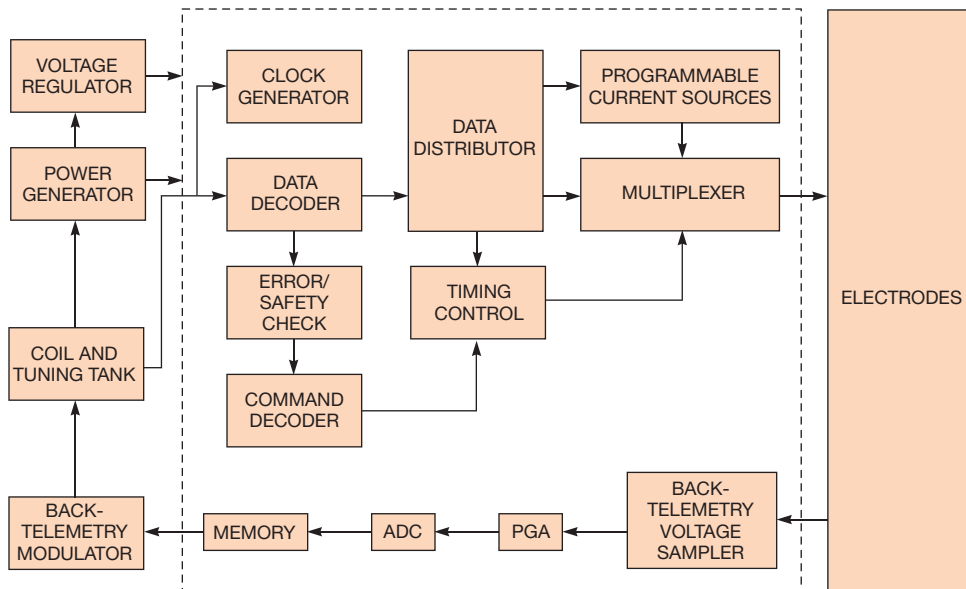 VOLTAGE
REGULATOR
CLOCK
GENERATOR
PROGRAMMABLE
CURRENT SOURCES
DATA
DISTRIBUTOR
POWER
GENERATOR
DATA
DECODER
MULTIPLEXER
ERROR/
SAFETY
CHECK
TIMING
CONTROL
ELECTRODES
COIL AND
TUNING TANK
COMMAND
DECODER
BACK-
TELEMETRY
MODULATOR
MEMORY
ADC
PGA
BACK-
TELEMETRY
VOLTAGE
SAMPLER